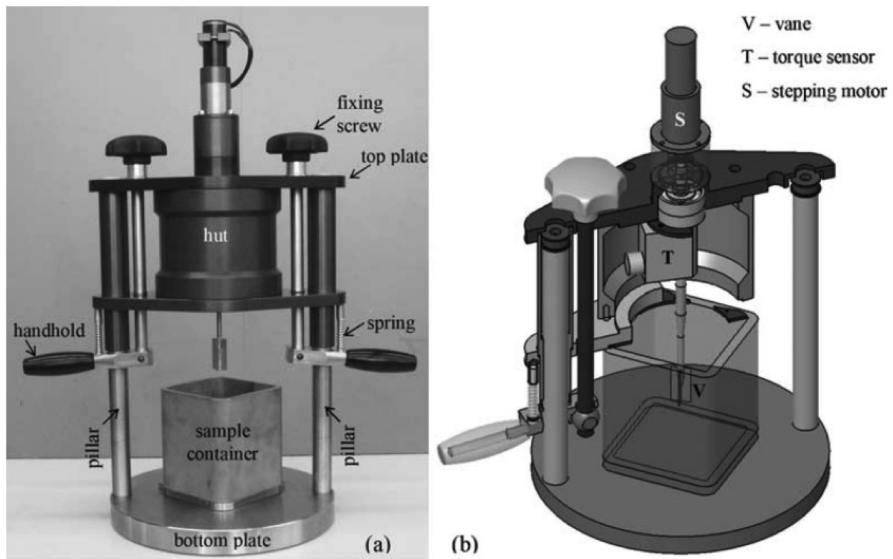 fixing
screw
top plate
hut
handhold
spring
pillar
sample
container
pillar
bottom plate
(a)
V – vane
T – torque sensor
S – stepping motor
S
T
V
(b)